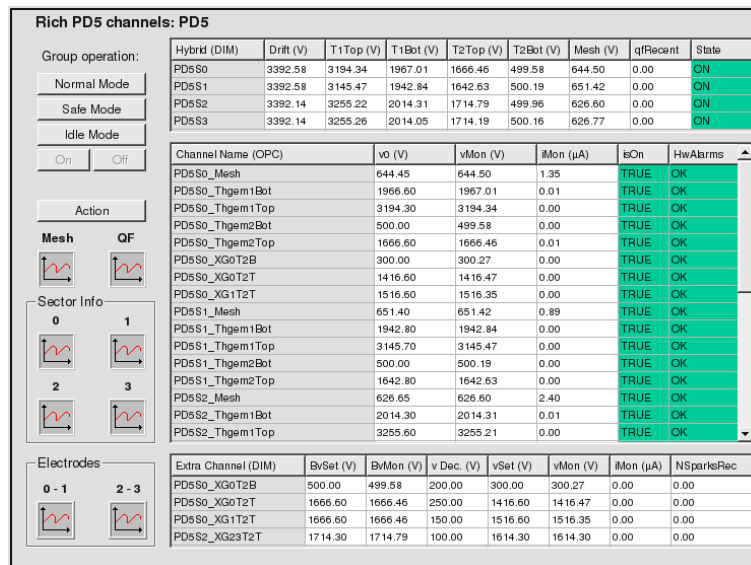 Rich PD5 channels: PD5
Group operation:
Normal Mode
Safe Mode
Idle Mode
On Off
Action
Mesh QF
Sector Info
0 1
2 3
Electrodes
0 - 1 2 - 3
Hybrid (DIM) Drift (V) T1Top (V) T1Bot (V) T2Top (V) T2Bot (V) Mesh (V) qfRecent State
PD5S0 3392.58 3194.34 1967.01 1666.46 499.58 644.50 0.00 ON
PD5S1 3392.58 3145.47 1942.84 1642.63 500.19 651.42 0.00 ON
PD5S2 3392.14 3255.22 2014.31 1714.79 499.96 626.60 0.00 ON
PD5S3 3392.14 3255.26 2014.05 1714.19 500.16 626.77 0.00 ON
Channel Name (OPC) v0 (V) vMon (V) iMon (µA) isOn HwAlarms
PD5S0_Mesh 644.45 644.50 1.35 TRUE OK
PD5S0_Thgem1Bot 1966.60 1967.01 0.01 TRUE OK
PD5S0_Thgem1Top 3194.30 3194.34 0.00 TRUE OK
PD5S0_Thgem2Bot 500.00 499.58 0.00 TRUE OK
PD5S0_Thgem2Top 1666.60 1666.46 0.01 TRUE OK
PD5S0_XG0T2B 300.00 300.27 0.00 TRUE OK
PD5S0_XG0T2T 1416.60 1416.47 0.00 TRUE OK
PD5S0_XG1T2T 1516.60 1516.35 0.00 TRUE OK
PD5S1_Mesh 651.40 651.42 0.89 TRUE OK
PD5S1_Thgem1Bot 1942.80 1942.84 0.00 TRUE OK
PD5S1_Thgem1Top 3145.70 3145.47 0.00 TRUE OK
PD5S1_Thgem2Bot 500.00 500.19 0.00 TRUE OK
PD5S1_Thgem2Top 1642.80 1642.63 0.00 TRUE OK
PD5S2_Mesh 626.65 626.60 2.40 TRUE OK
PD5S2_Thgem1Bot 2014.30 2014.31 0.01 TRUE OK
PD5S2_Thgem1Top 3255.60 3255.21 0.00 TRUE OK
Extra Channel (DIM) BvSet (V) BvMon (V) v Dec. (V) vSet (V) vMon (V) iMon (µA) NSparksRec
PD5S0_XG0T2B 500.00 499.58 200.00 300.00 300.27 0.00 0.00
PD5S0_XG0T2T 1666.60 1666.46 250.00 1416.60 1416.47 0.00 0.00
PD5S0_XG1T2T 1666.60 1666.46 150.00 1516.60 1516.35 0.00 0.00
PD5S2_XG23T2T 1714.30 1714.79 100.00 1614.30 1614.30 0.00 0.00